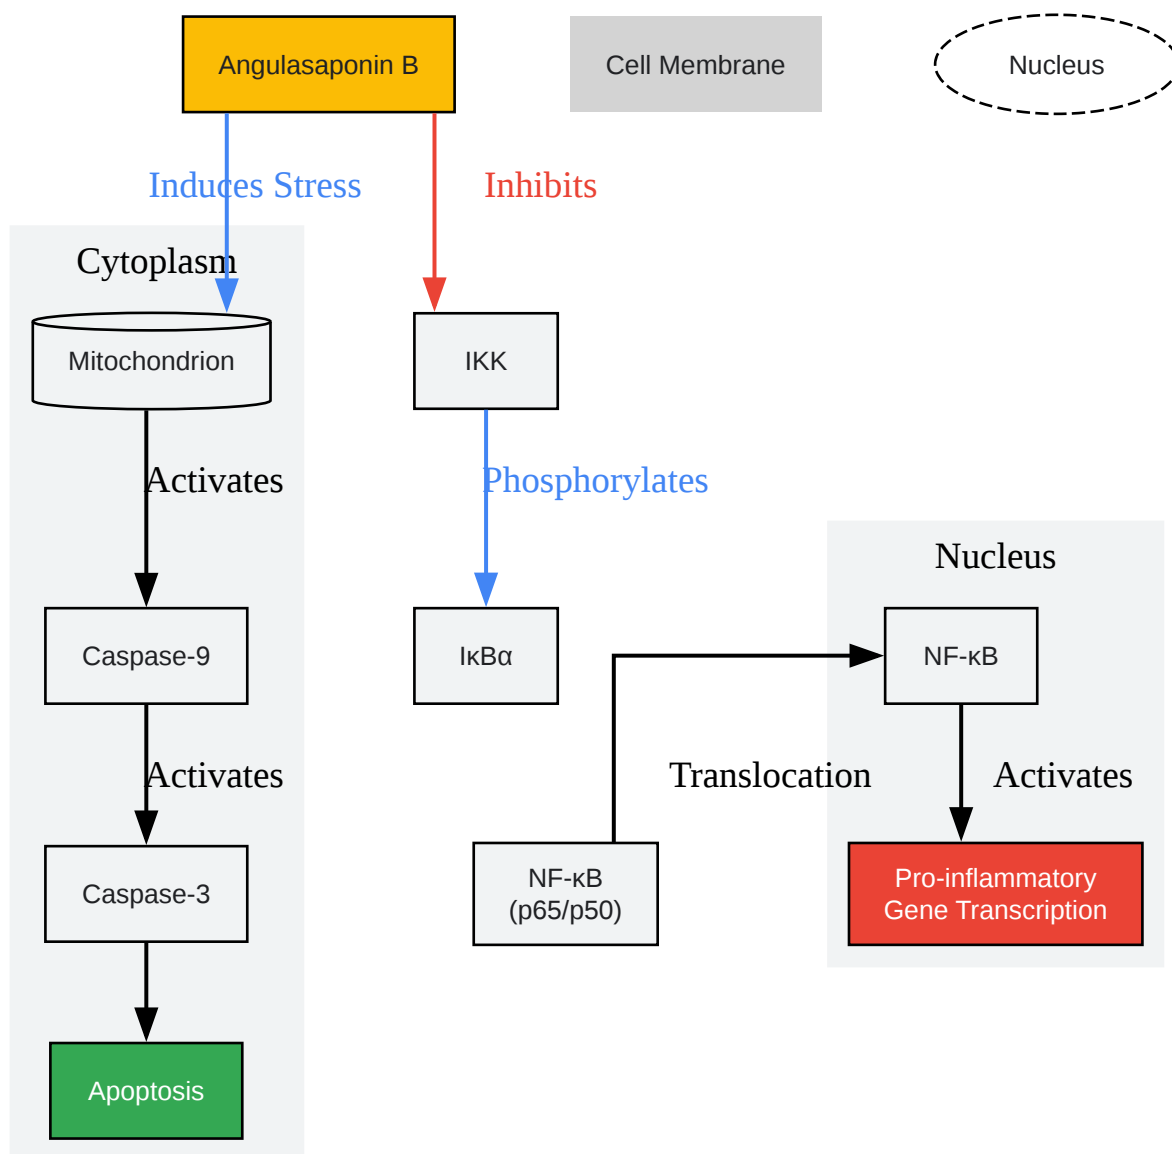 Angulasaponin B
Cell Membrane
Nucleus
Induces Stress
Inhibits
Cytoplasm
Mitochondrion
IKK
Activates
Phosphorylates
Nucleus
Caspase-9
IκBα
NF-κB
Activates
Translocation
Activates
Caspase-3
NF-κB
(p65/p50)
Pro-inflammatory
Gene Transcription
Apoptosis